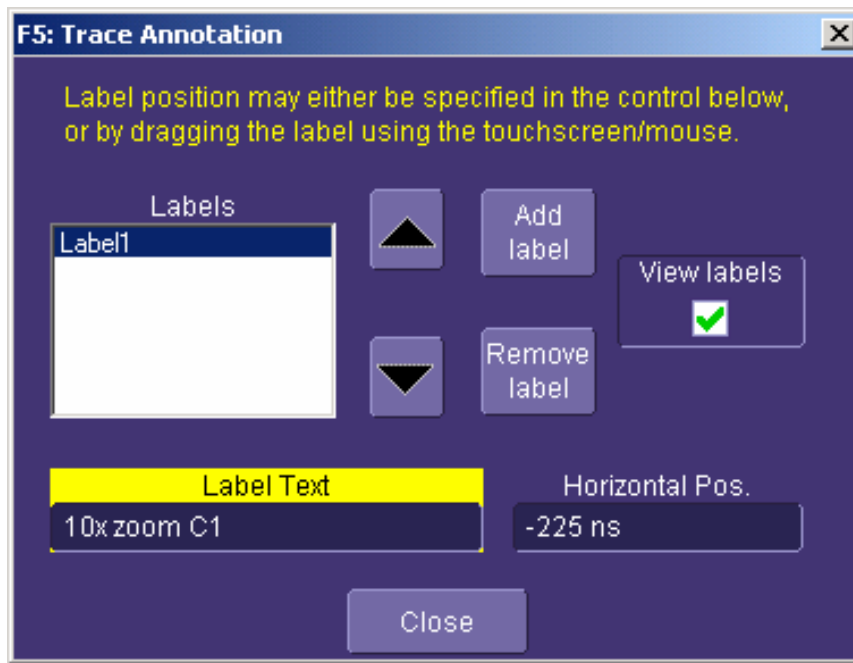 F5: Trace Annotation
Label position may either be specified in the control below,
or by dragging the label using the touchscreen/mouse.
Labels
Label1
Add
label
View labels
Remove
label
Label Text
10x zoom C1
Horizontal Pos.
-225 ns
Close